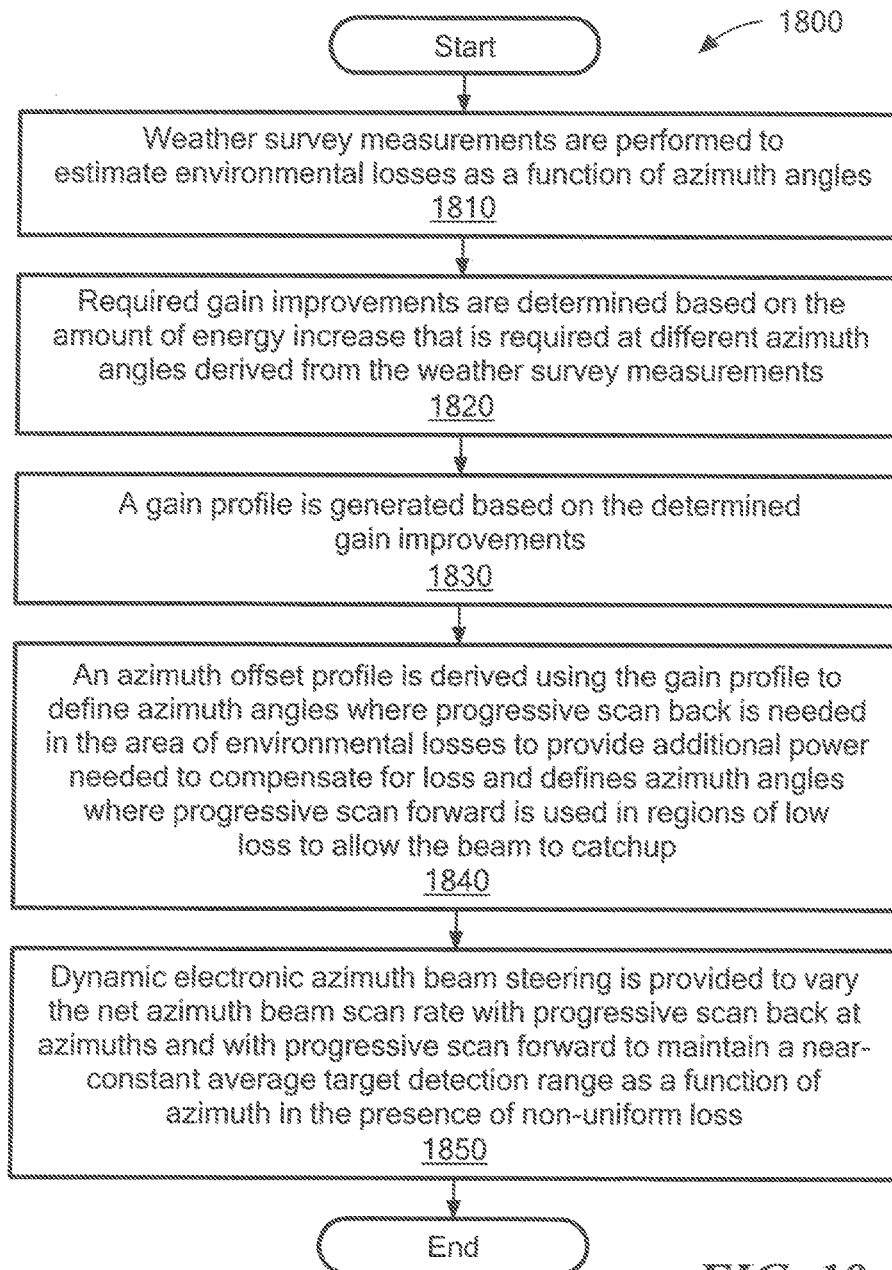 1800
Start
Weather survey measurements are performed to
estimate environmental losses as a function of azimuth angles
1810
Required gain improvements are determined based on the
amount of energy increase that is required at different azimuth
angles derived from the weather survey measurements
1820
A gain profile is generated based on the determined
gain improvements
1830
An azimuth offset profile is derived using the gain profile to
define azimuth angles where progressive scan back is needed
in the area of environmental losses to provide additional power
needed to compensate for loss and defines azimuth angles
where progressive scan forward is used in regions of low
loss to allow the beam to catchup
1840
Dynamic electronic azimuth beam steering is provided to vary
the net azimuth beam scan rate with progressive scan back at
azimuths and with progressive scan forward to maintain a near-
constant average target detection range as a function of
azimuth in the presence of non-uniform loss
1850
End